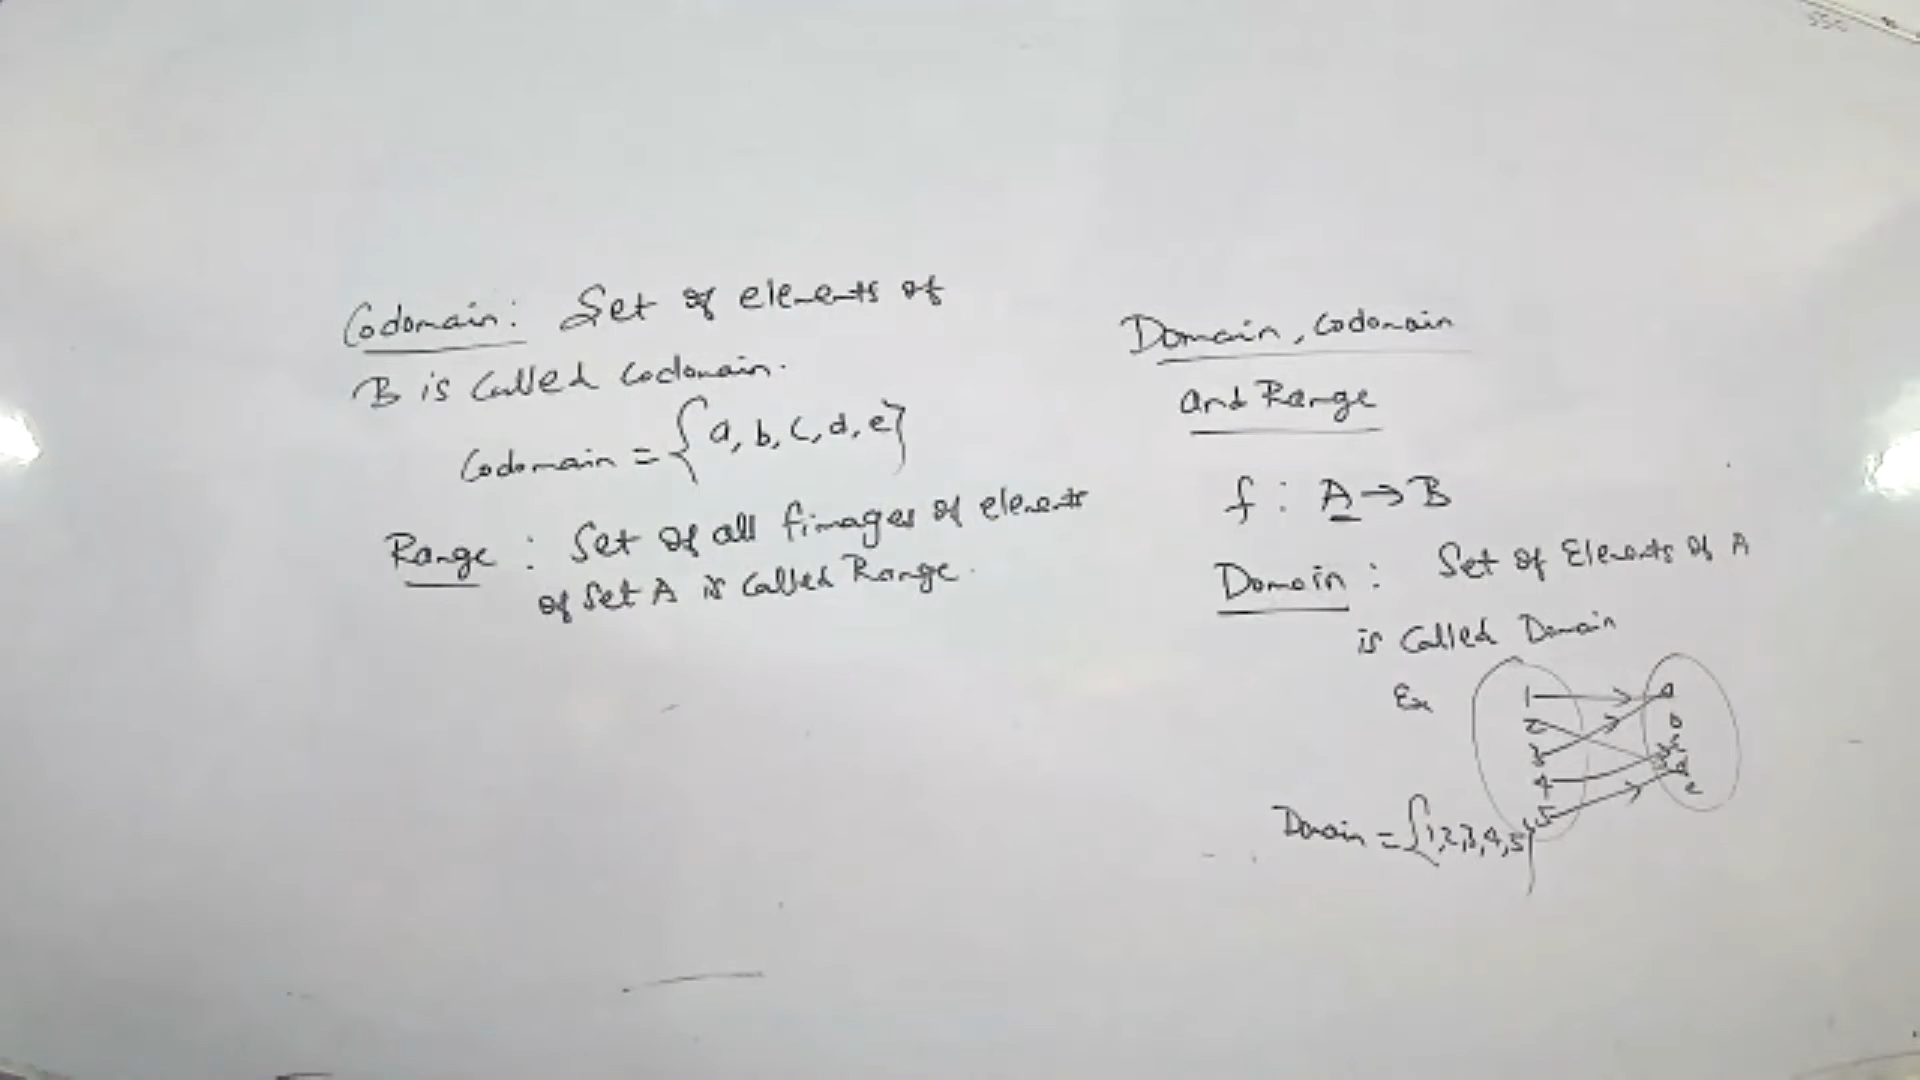 Domain, Codomain
and Range
f : A → B
Domain : Set of Elements of A
is Called Domain
Ex
1
2
3
4
5
a
b
c
d
e
Domain = {1,2,3,4,5}
Codomain: Set of elements of
B is Called Codomain.
Codomain = {a, b, c, d, e}
Range : Set of all fimages of elements
of Set A is Called Range.